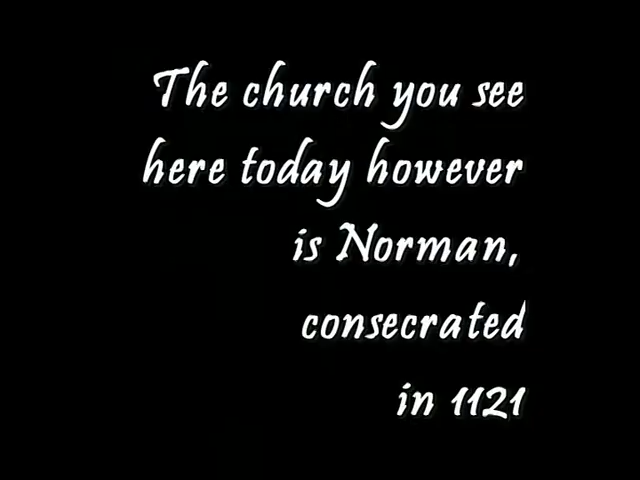 The church you see
here today however
is Norman,
consecrated
in 1121